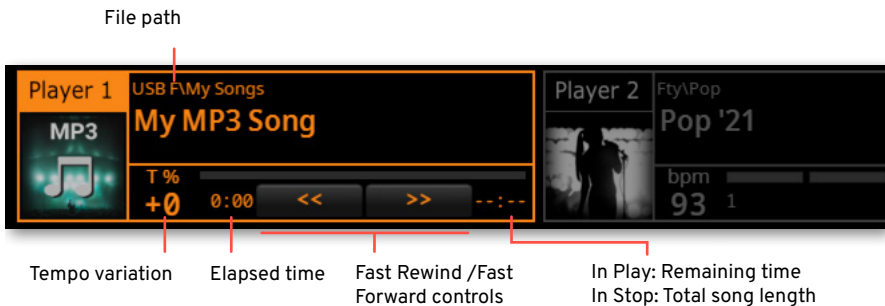 File path
Player 1
USB F\My Songs
MP3
My MP3 Song
T %
+0
0:00
<<
>>
--:--
Player 2
Fty\Pop
Pop '21
bpm
93
1
Tempo variation
Elapsed time
Fast Rewind /Fast
Forward controls
In Play: Remaining time
In Stop: Total song length